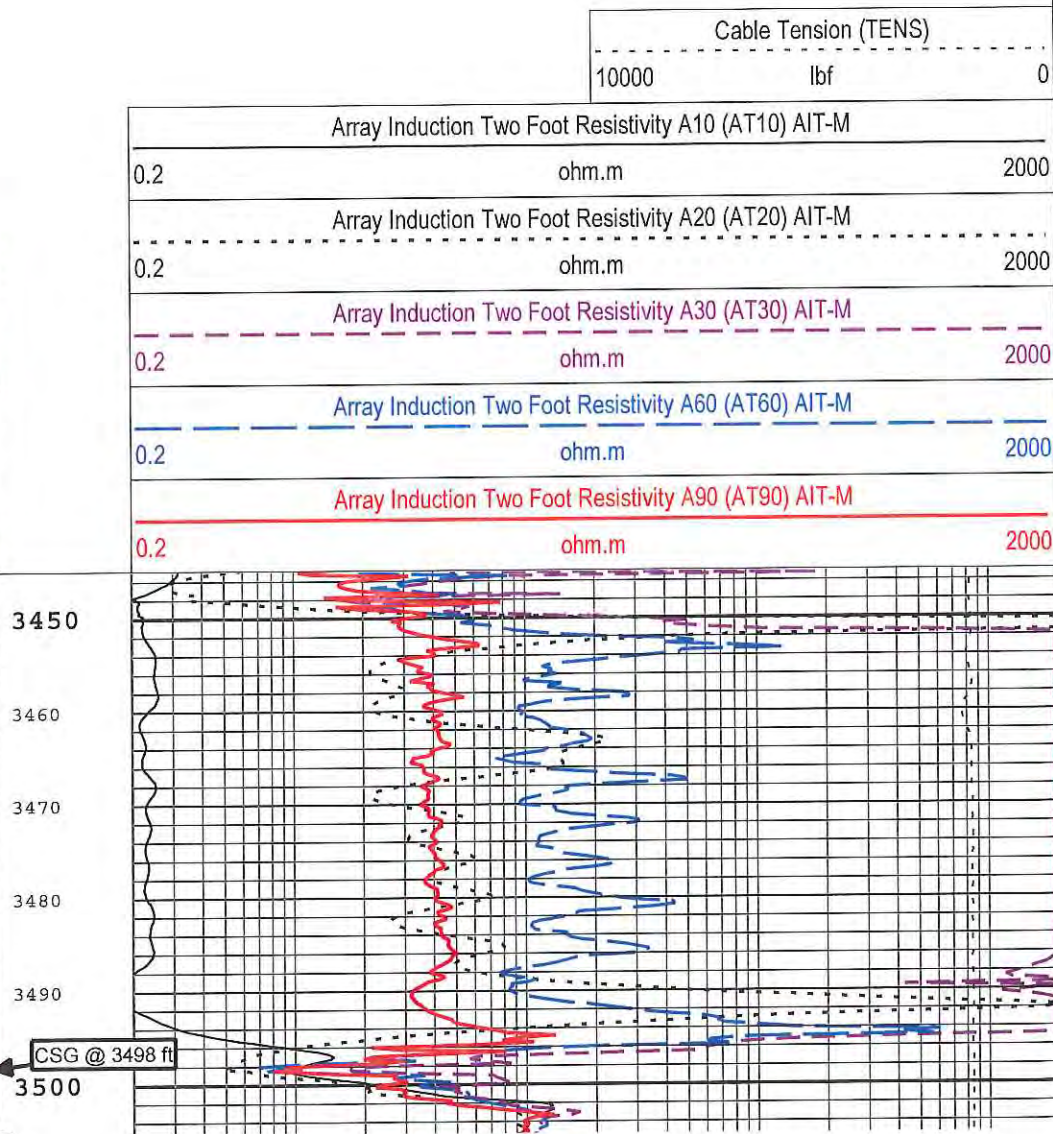 Cable Tension (TENS)
10000 lbf 0
Array Induction Two Foot Resistivity A10 (AT10) AIT-M
0.2 ohm.m 2000
Array Induction Two Foot Resistivity A20 (AT20) AIT-M
0.2 ohm.m 2000
Array Induction Two Foot Resistivity A30 (AT30) AIT-M
0.2 ohm.m 2000
Array Induction Two Foot Resistivity A60 (AT60) AIT-M
0.2 ohm.m 2000
Array Induction Two Foot Resistivity A90 (AT90) AIT-M
0.2 ohm.m 2000
3450
3460
3470
3480
3490
CSG @ 3498 ft
3500